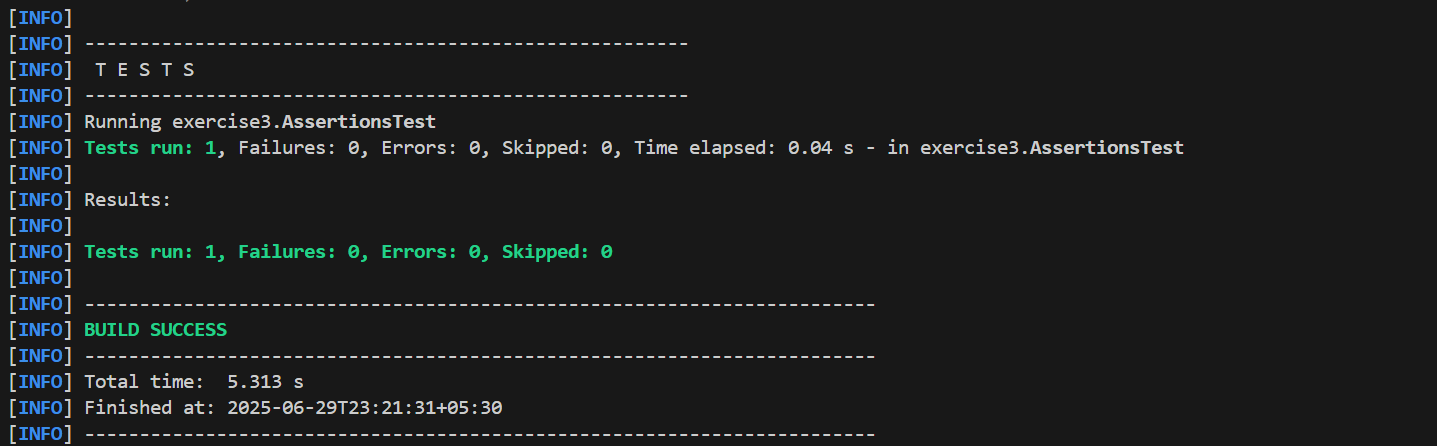 [INFO]
[INFO] -------------------------------------------------------
[INFO]  T E S T S
[INFO] -------------------------------------------------------
[INFO] Running exercise3.AssertionsTest
[INFO] Tests run: 1, Failures: 0, Errors: 0, Skipped: 0, Time elapsed: 0.04 s - in exercise3.AssertionsTest
[INFO]
[INFO] Results:
[INFO]
[INFO] Tests run: 1, Failures: 0, Errors: 0, Skipped: 0
[INFO]
[INFO] ------------------------------------------------------------------------
[INFO] BUILD SUCCESS
[INFO] ------------------------------------------------------------------------
[INFO] Total time:  5.313 s
[INFO] Finished at: 2025-06-29T23:21:31+05:30
[INFO] ------------------------------------------------------------------------